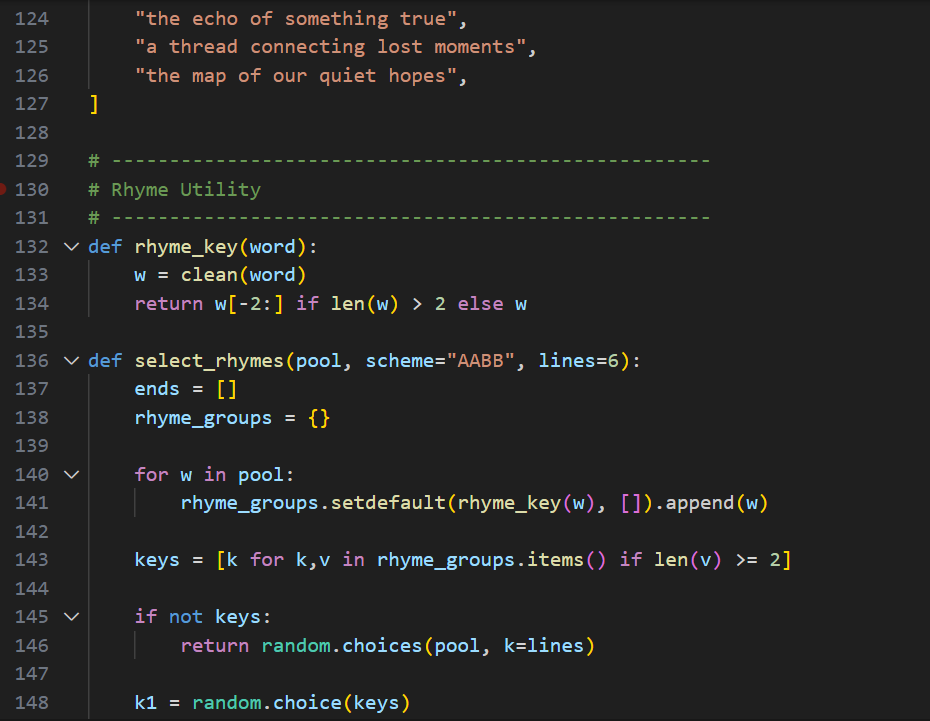 124 "the echo of something true",
125 "a thread connecting lost moments",
126 "the map of our quiet hopes",
127 ]
128
129 # ----------------------------------------------------
130 # Rhyme Utility
131 # ----------------------------------------------------
132 def rhyme_key(word):
133 w = clean(word)
134 return w[-2:] if len(w) > 2 else w
135
136 def select_rhymes(pool, scheme="AABB", lines=6):
137 ends = []
138 rhyme_groups = {}
139
140 for w in pool:
141 rhyme_groups.setdefault(rhyme_key(w), []).append(w)
142
143 keys = [k for k,v in rhyme_groups.items() if len(v) >= 2]
144
145 if not keys:
146 return random.choices(pool, k=lines)
147
148 k1 = random.choice(keys)